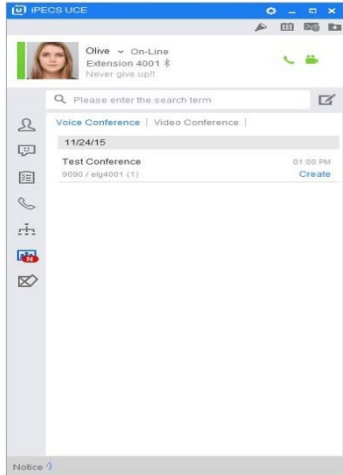 iPECS UCE
Olive On-Line
Extension 4001
Never give up!!
Please enter the search term
Voice Conference | Video Conference |
11/24/15
Test Conference 01:00 PM
9090 / elg4001 (1) Create
N
Notice